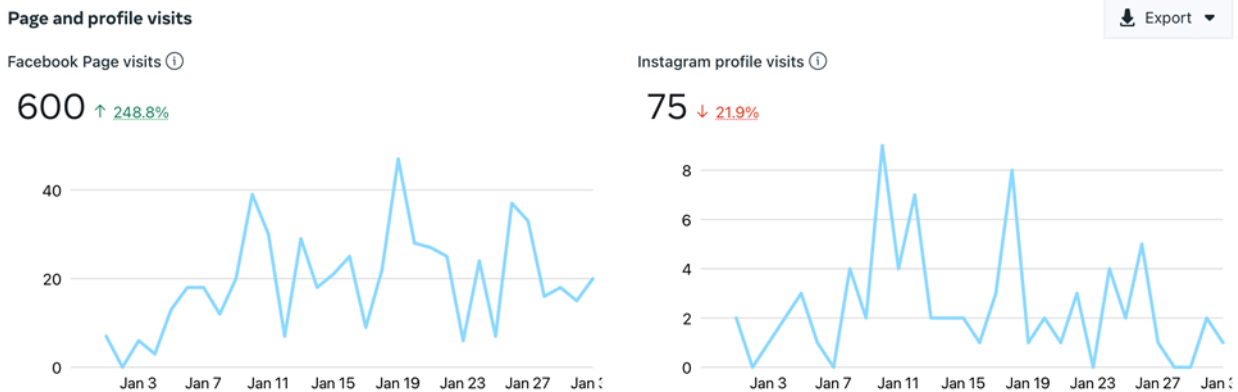 Page and profile visits
Export
Facebook Page visits
600 ↑ 248.8%
40
20
0
Jan 3 Jan 7 Jan 11 Jan 15 Jan 19 Jan 23 Jan 27 Jan
Instagram profile visits
75 ↓ 21.9%
8
6
4
2
0
Jan 3 Jan 7 Jan 11 Jan 15 Jan 19 Jan 23 Jan 27 Jan